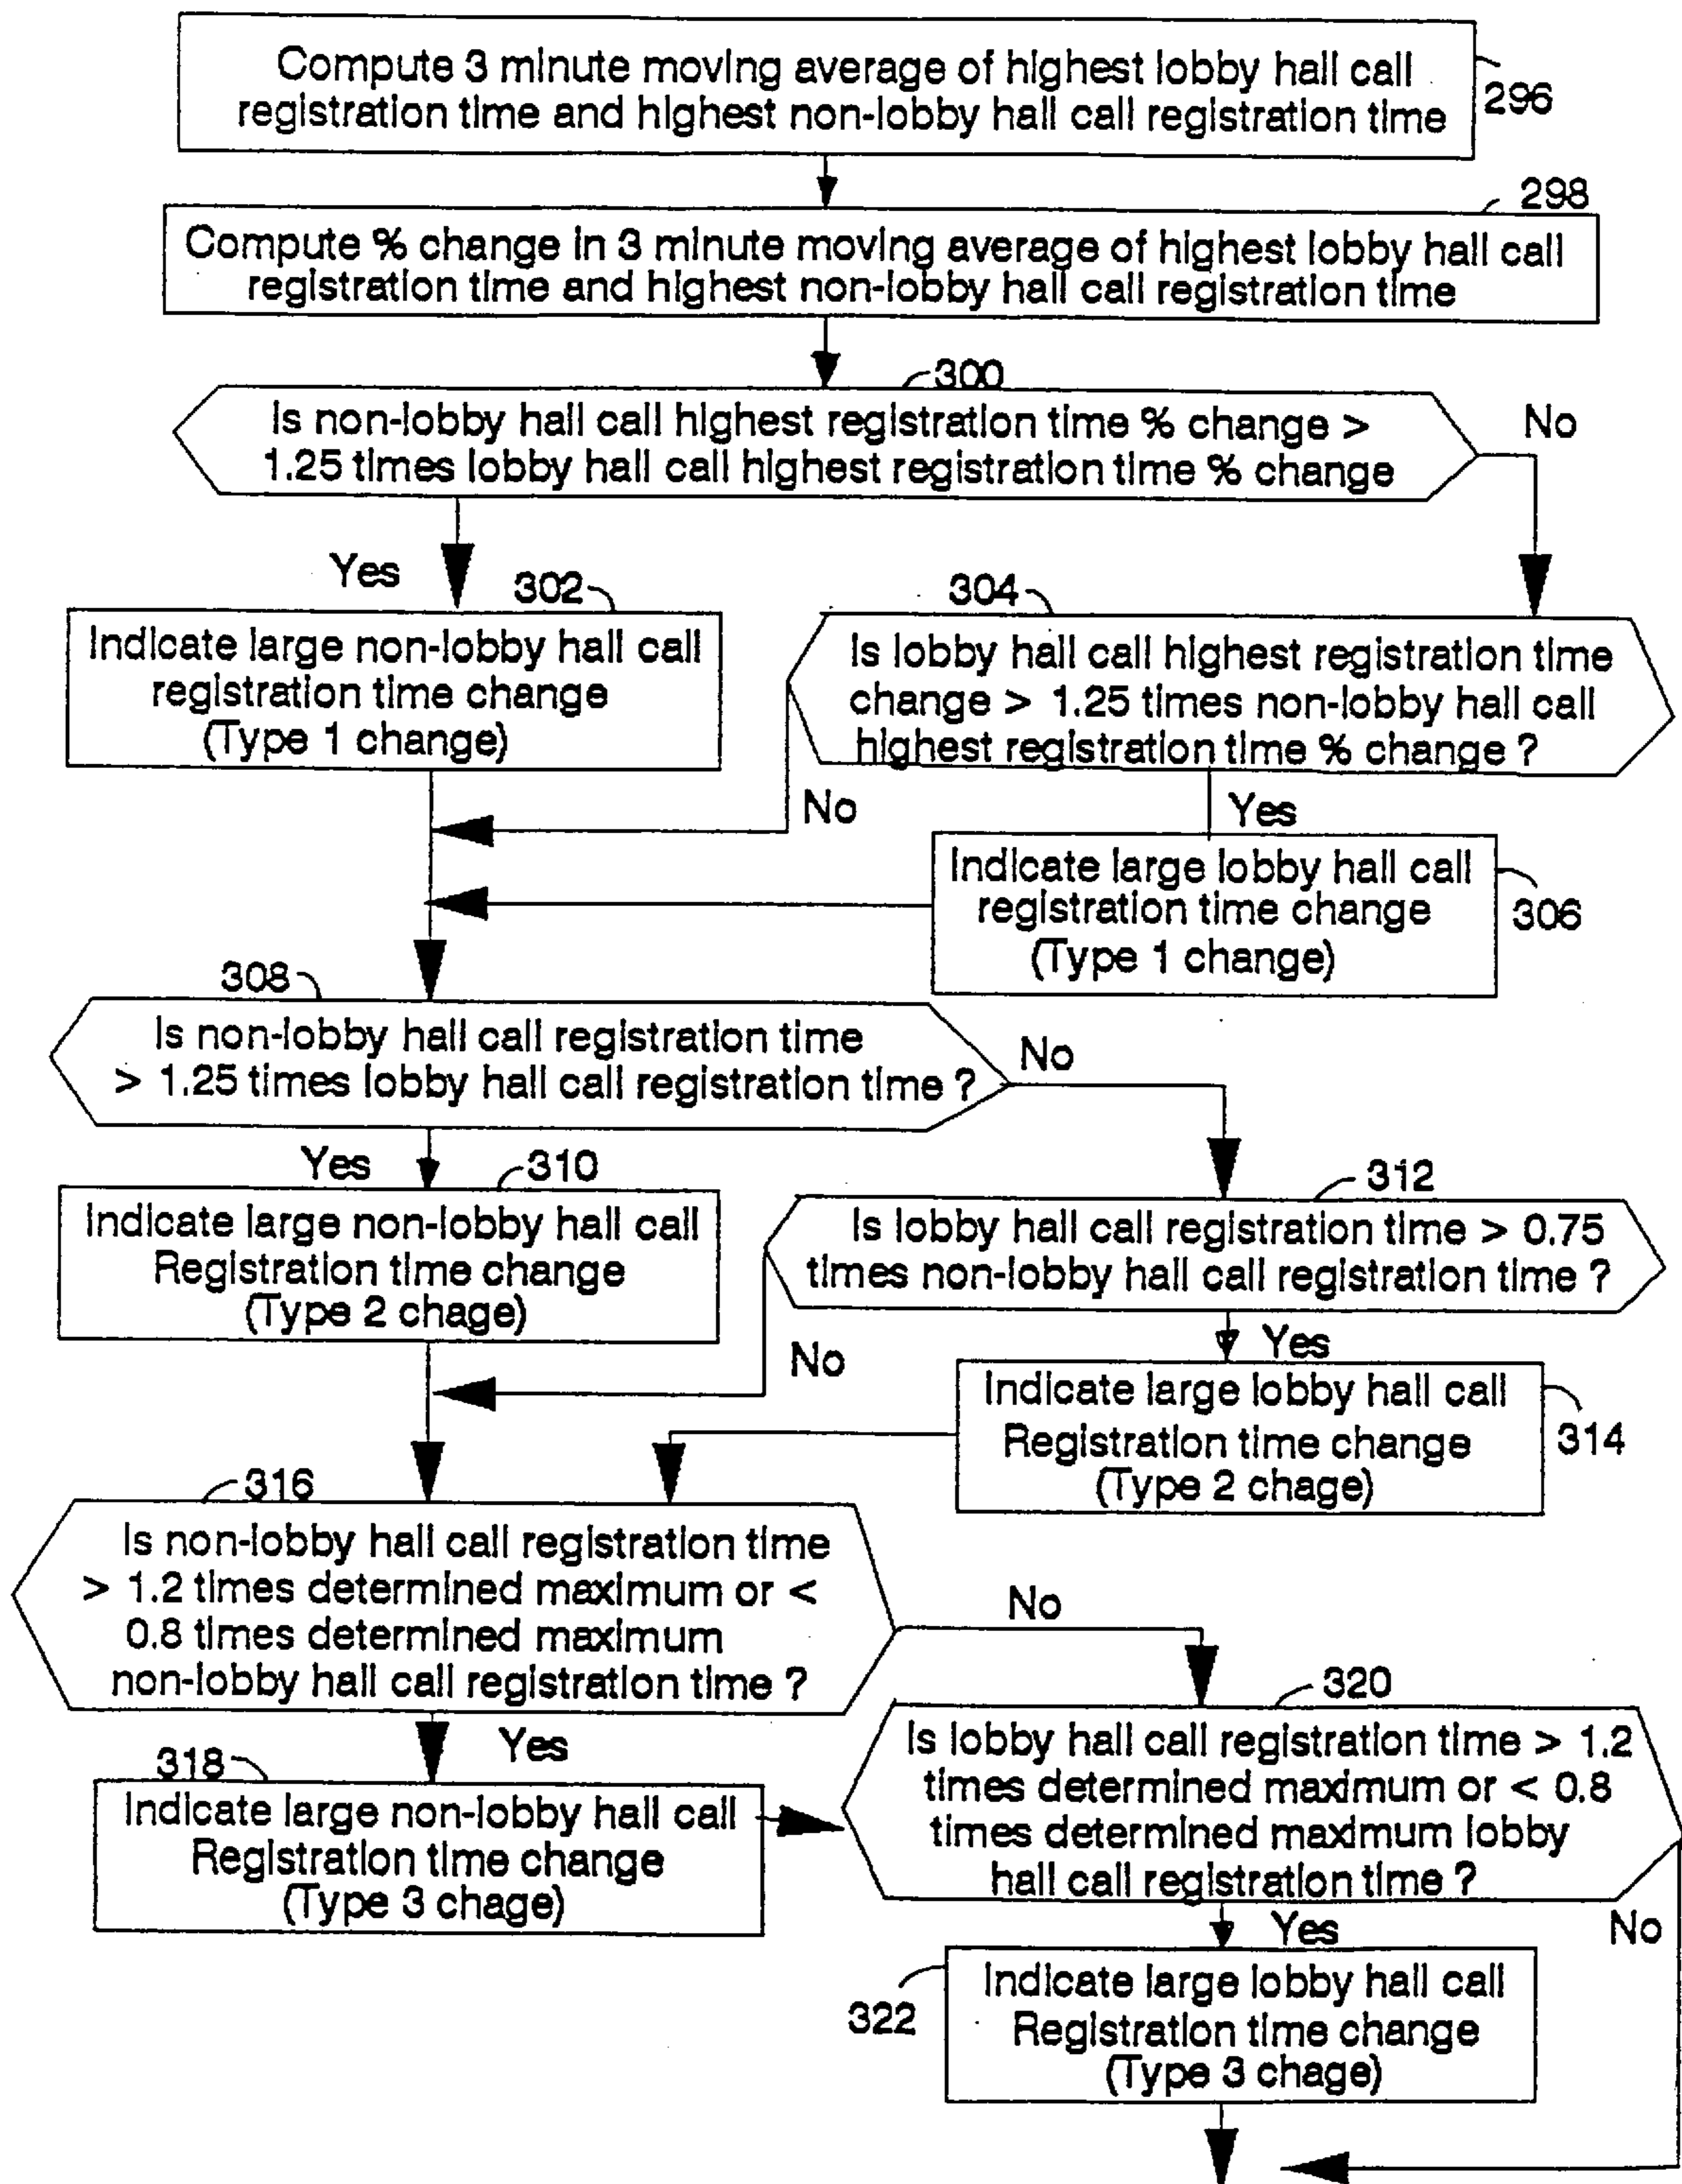 Compute 3 minute moving average of highest lobby hall call
registration time and highest non-lobby hall call registration time
296
298
Compute % change in 3 minute moving average of highest lobby hall call
registration time and highest non-lobby hall call registration time
300
Is non-lobby hall call highest registration time % change >
1.25 times lobby hall call highest registration time % change
No
Yes
302
Indicate large non-lobby hall call
registration time change
(Type 1 change)
304
Is lobby hall call highest registration time
change > 1.25 times non-lobby hall call
highest registration time % change ?
No
Yes
Indicate large lobby hall call
registration time change
(Type 1 change)
306
308
Is non-lobby hall call registration time
> 1.25 times lobby hall call registration time ?
No
Yes
310
Indicate large non-lobby hall call
Registration time change
(Type 2 chage)
312
Is lobby hall call registration time > 0.75
times non-lobby hall call registration time ?
No
Yes
Indicate large lobby hall call
Registration time change
(Type 2 chage)
314
316
Is non-lobby hall call registration time
> 1.2 times determined maximum or <
0.8 times determined maximum
non-lobby hall call registration time ?
No
Yes
318
Indicate large non-lobby hall call
Registration time change
(Type 3 chage)
320
Is lobby hall call registration time > 1.2
times determined maximum or < 0.8
times determined maximum lobby
hall call registration time ?
Yes
No
322
Indicate large lobby hall call
Registration time change
(Type 3 chage)